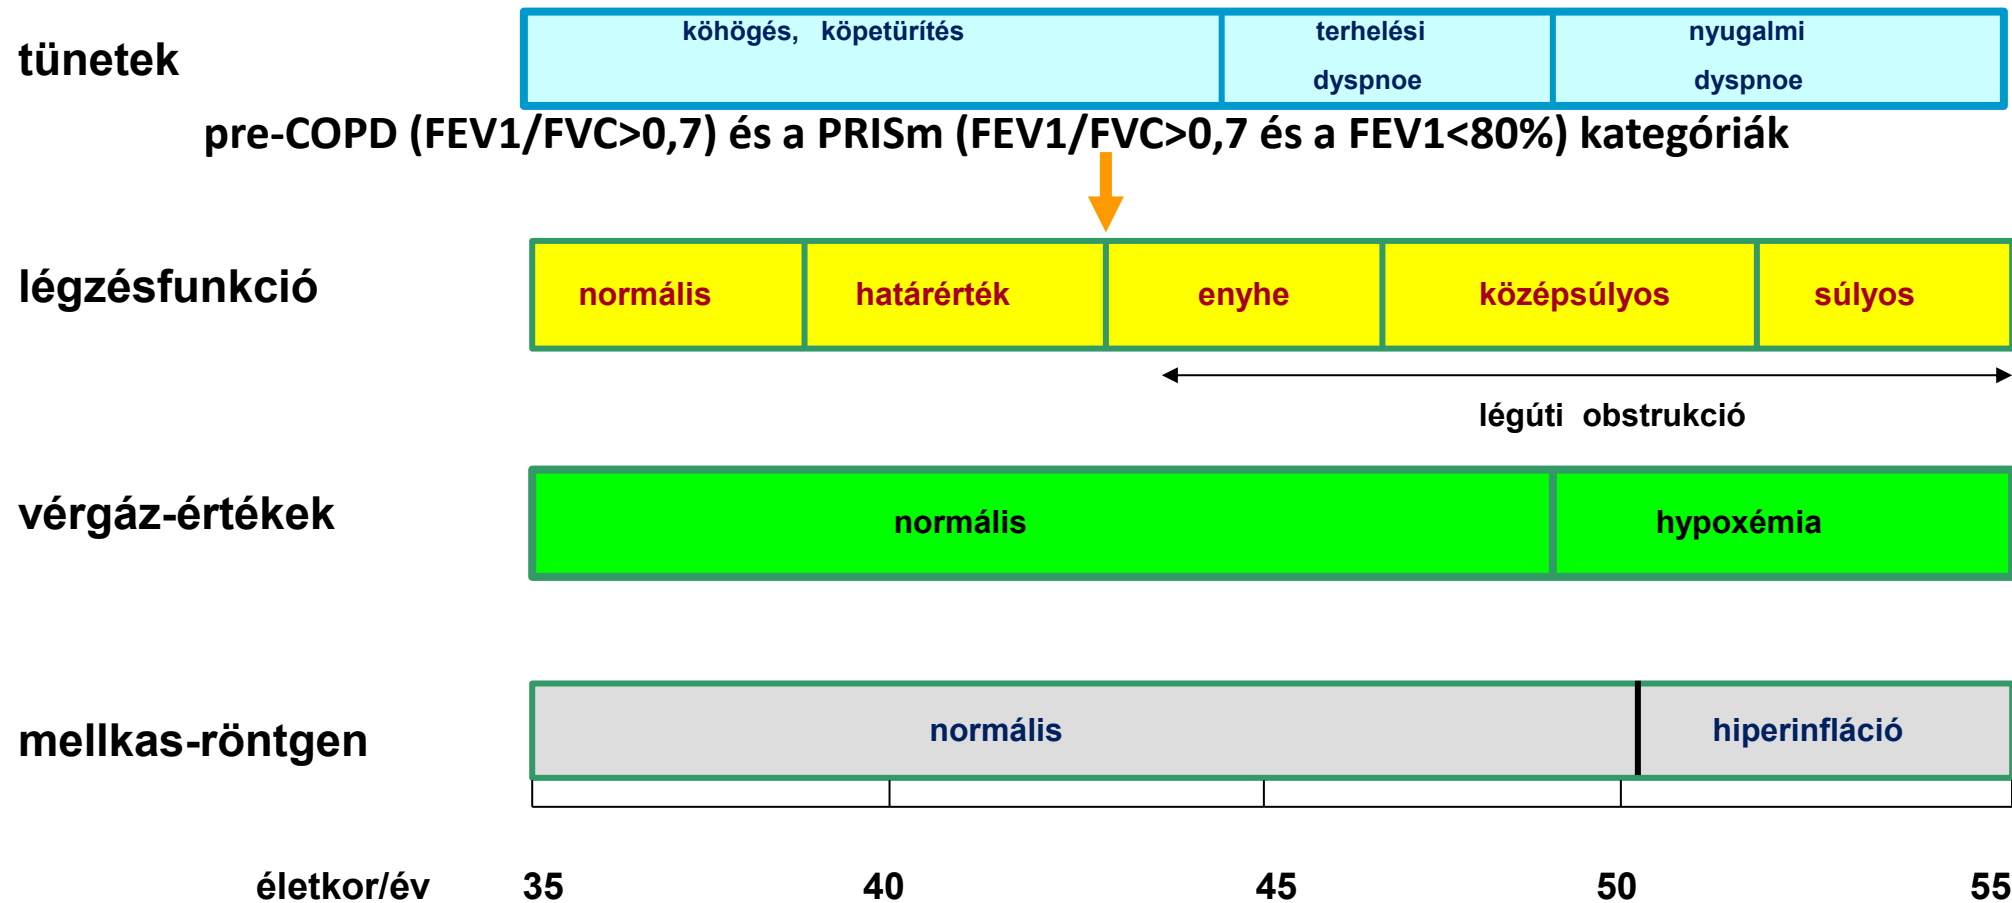 tünetek
köhögés, köpetürítés
terhelési
dyspnoe
nyugalmi
dyspnoe
pre-COPD (FEV1/FVC>0,7) és a PRISm (FEV1/FVC>0,7 és a FEV1<80%) kategóriák
légzésfunkció
normális
határérték
enyhe
középsúlyos
súlyos
légúti obstrukció
vérgáz-értékek
normális
hypoxémia
mellkas-röntgen
normális
hiperinfláció
életkor/év 35 40 45 50 55